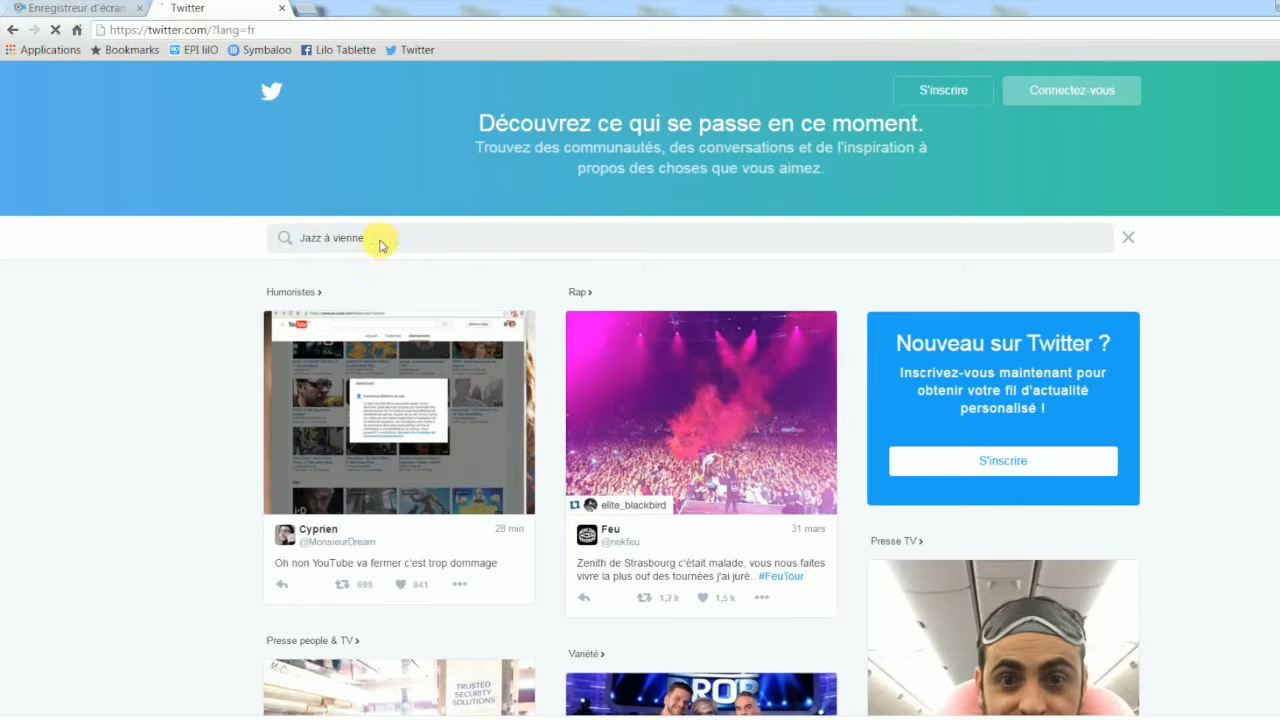 Enregistreur d'écran
Twitter
https://twitter.com/?lang=fr
Applications
Bookmarks
EPI lilO
Symbaloo
Lilo Tablette
Twitter
S'inscrire
Connectez-vous
Découvrez ce qui se passe en ce moment.
Trouvez des communautés, des conversations et de l'inspiration à
propos des choses que vous aimez.
Jazz à vienne
Humoristes
Rap
elite_blackbird
Cyprien
28 min
@MonsieurDream
Oh non YouTube va fermer c'est trop dommage
699
841
Feu
31 mars
@nekfeu
Zenith de Strasbourg c'était malade, vous nous faites
vivre la plus ouf des tournées j'ai juré.. #FeuTour
1,2 k
1,5 k
Nouveau sur Twitter ?
Inscrivez-vous maintenant pour
obtenir votre fil d'actualité
personalisé !
S'inscrire
Presse TV
Presse people & TV
Variété
TRUSTED
SECURITY
SOLUTIONS